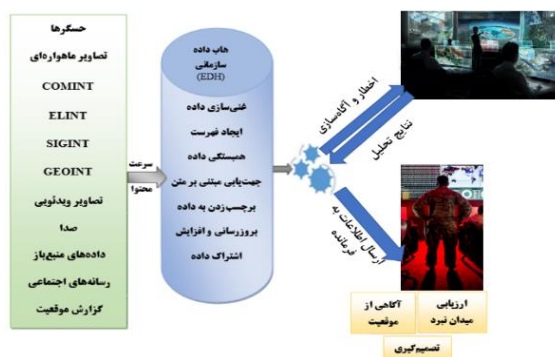 حسگرها
تصاویر ماهواره‌ای
COMINT
ELINT
SIGINT
GEOINT
تصاویر ویدئویی
صدا
داده‌های منبع‌باز
رسانه‌های اجتماعی
گزارش موقعیت
سرعت
محتوا
هاب داده
سازمانی
(EDH)
غنی‌سازی داده
ایجاد فهرست
همبستگی داده
جهت‌یابی مبتنی بر متن
برچسب‌زدن به داده
بروزرسانی و افزایش
اشتراک داده
اخطار و آگاه‌سازی
نتایج تحلیل
ارسال اطلاعات به
فرمانده
ارزیابی
میدان نبرد
آگاهی از
موقعیت
تصمیم‌گیری